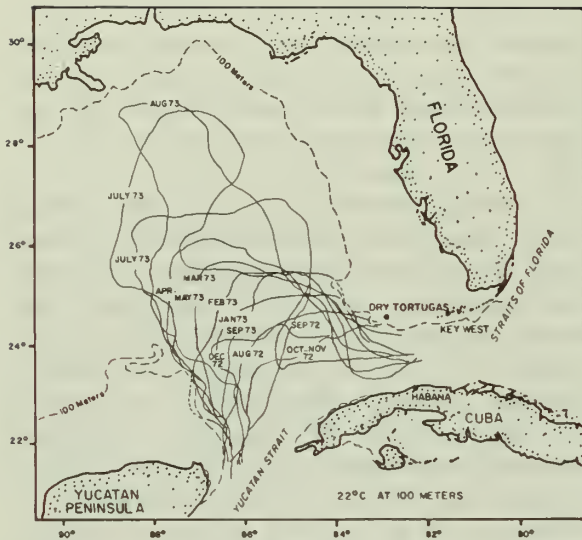 30°
28°
26°
24°
22°
100 Meters
FLORIDA
AUG 73
JULY 73
JULY 73
APR
MAY 73
MAR 73
FEB 73
JAN 73
SEP 73
DEC
72
AUG 72
SEP 72
OCT-NOV
72
DRY TORTUGAS
KEY WEST
STRAITS OF FLORIDA
100 Meters
HABANA
CUBA
YUCATAN STRAIT
YUCATAN
PENINSULA
22°C AT 100 METERS
90°
88°
86°
84°
82°
80°